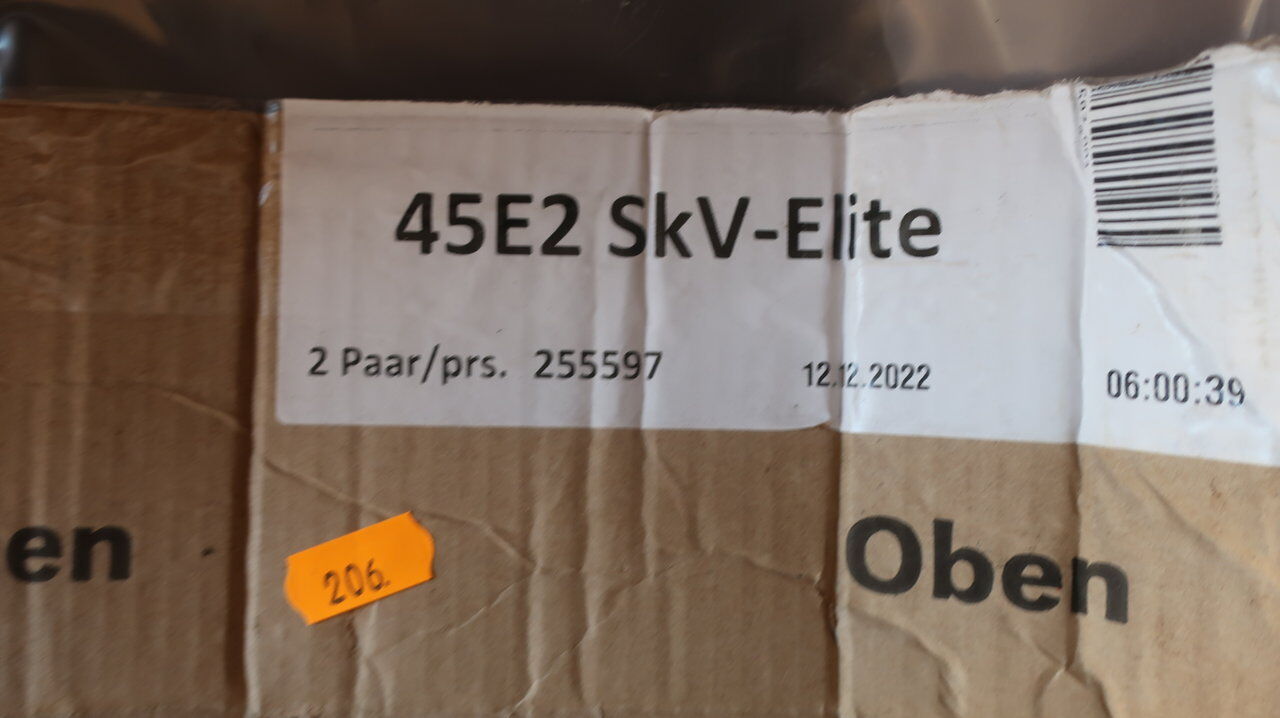 45E2 SkV-Elite
2 Paar/prs. 255597 12.12.2022 06:00:39
en Oben
206.